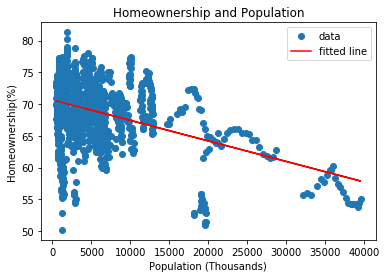 Homeownership and Population
data
fitted line
Homeownership(%)
80
75
70
65
60
55
50
0 5000 10000 15000 20000 25000 30000 35000 40000
Population (Thousands)